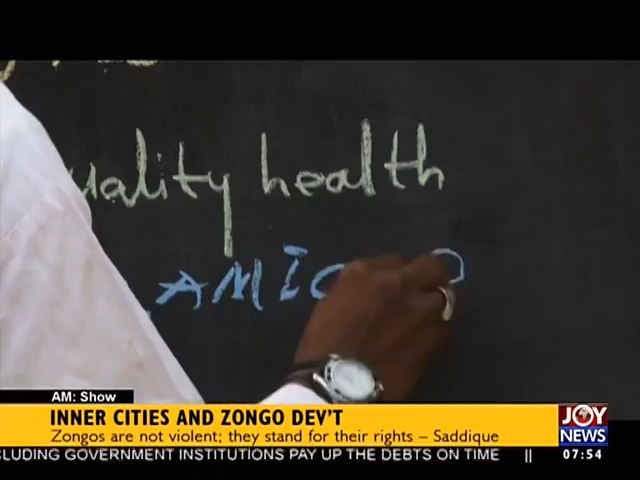 uality health
AM: Show
INNER CITIES AND ZONGO DEV'T
Zongos are not violent; they stand for their rights – Saddique
JOY
NEWS
CLUDING GOVERNMENT INSTITUTIONS PAY UP THE DEBTS ON TIME || 07:54